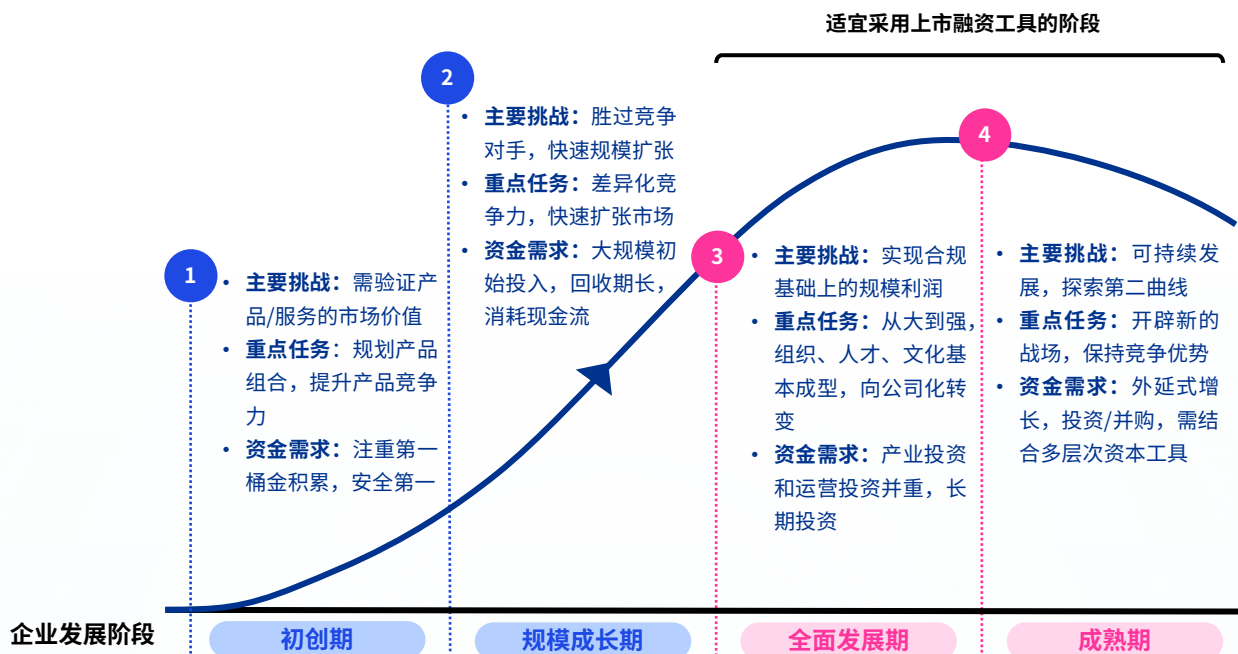 适宜采用上市融资工具的阶段
1
• 主要挑战：需验证产
品/服务的市场价值
• 重点任务：规划产品
组合，提升产品竞争
力
• 资金需求：注重第一
桶金积累，安全第一
2
• 主要挑战：胜过竞争
对手，快速规模扩张
• 重点任务：差异化竞
争力，快速扩张市场
• 资金需求：大规模初
始投入，回收期长，
消耗现金流
3
• 主要挑战：实现合规
基础上的规模利润
• 重点任务：从大到强，
组织、人才、文化基
本成型，向公司化转
变
• 资金需求：产业投资
和运营投资并重，长
期投资
4
• 主要挑战：可持续发
展，探索第二曲线
• 重点任务：开辟新的
战场，保持竞争优势
• 资金需求：外延式增
长，投资/并购，需结
合多层次资本工具
企业发展阶段
初创期
规模成长期
全面发展期
成熟期